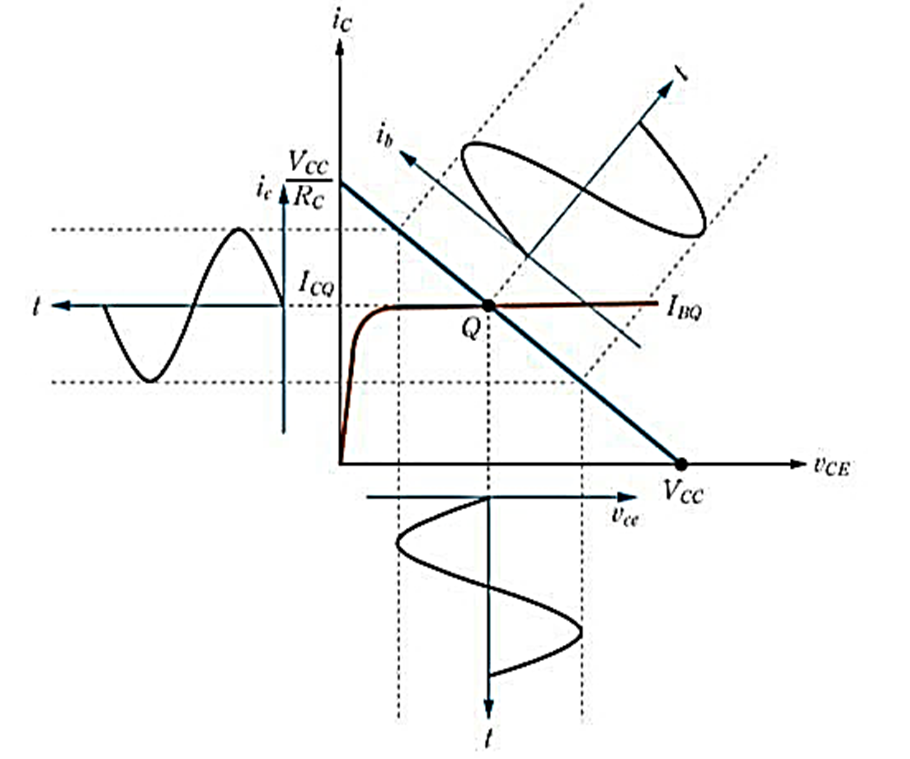 i_C
t
i_b
V_CC
R_C
i_c
I_CQ
t
I_BQ
Q
v_CE
V_CC
v_ce
t